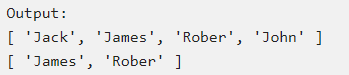 Output:
[ 'Jack', 'James', 'Rober', 'John' ]
[ 'James', 'Rober' ]